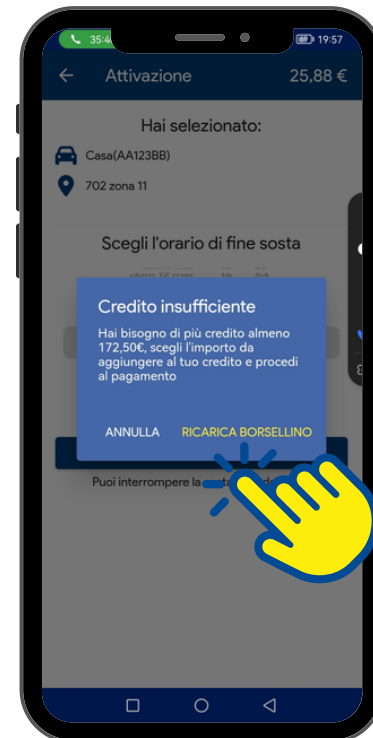 19:57
Attivazione 25,88 €
Hai selezionato:
Casa(AA123BB)
702 zona 11
Scegli l'orario di fine sosta
Credito insufficiente
Hai bisogno di più credito almeno
172,50€, scegli l'importo da
aggiungere al tuo credito e procedi
al pagamento
ANNULLA RICARICA BORSELLINO
Puoi interrompere la